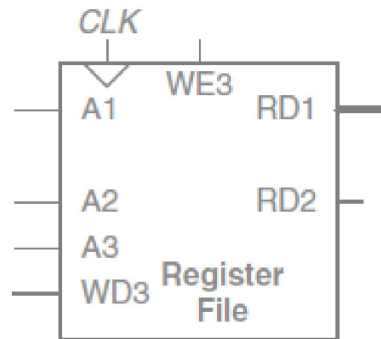 CLK
WE3
A1 RD1
A2 RD2
A3
WD3
Register
File